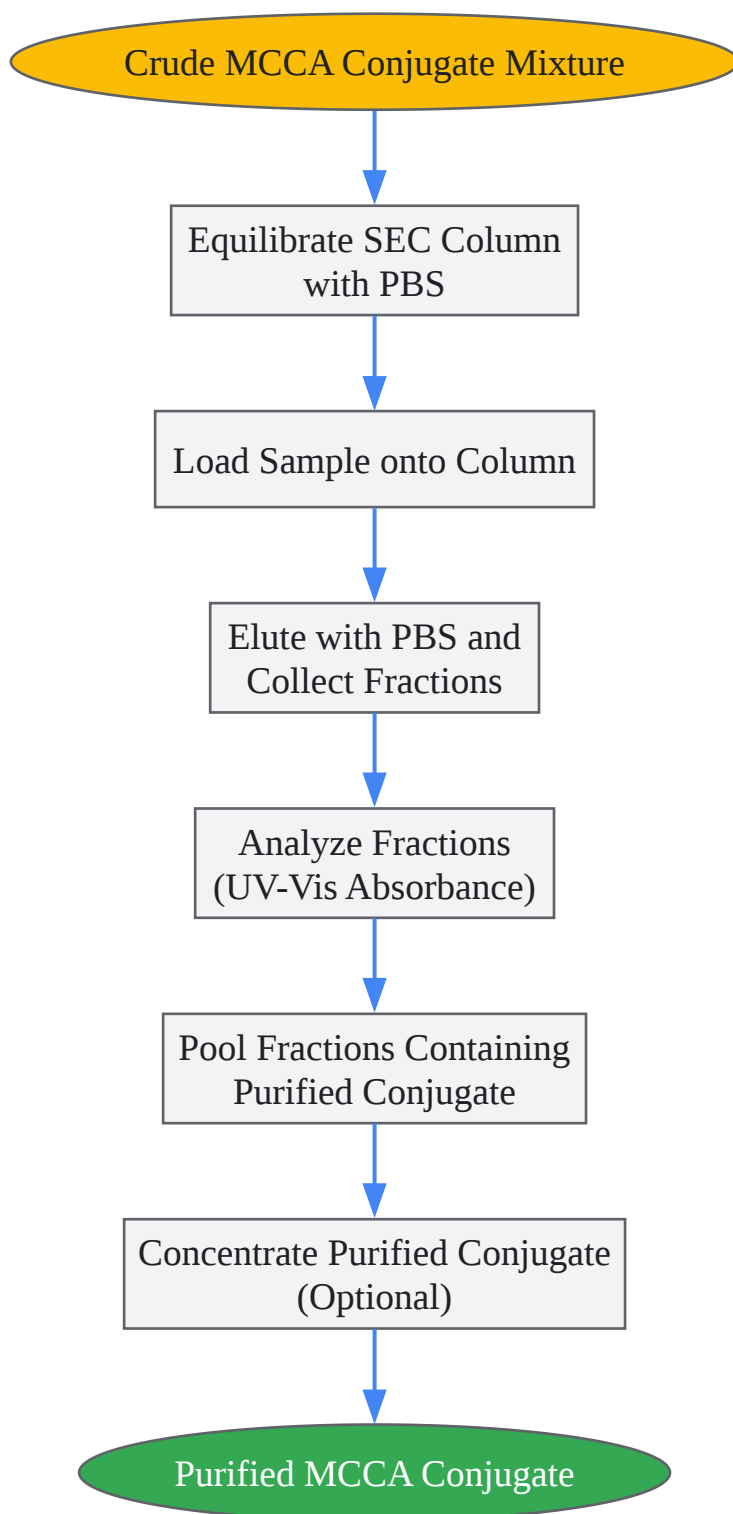 Crude MCCA Conjugate Mixture
Equilibrate SEC Column
with PBS
Load Sample onto Column
Elute with PBS and
Collect Fractions
Analyze Fractions
(UV-Vis Absorbance)
Pool Fractions Containing
Purified Conjugate
Concentrate Purified Conjugate
(Optional)
Purified MCCA Conjugate